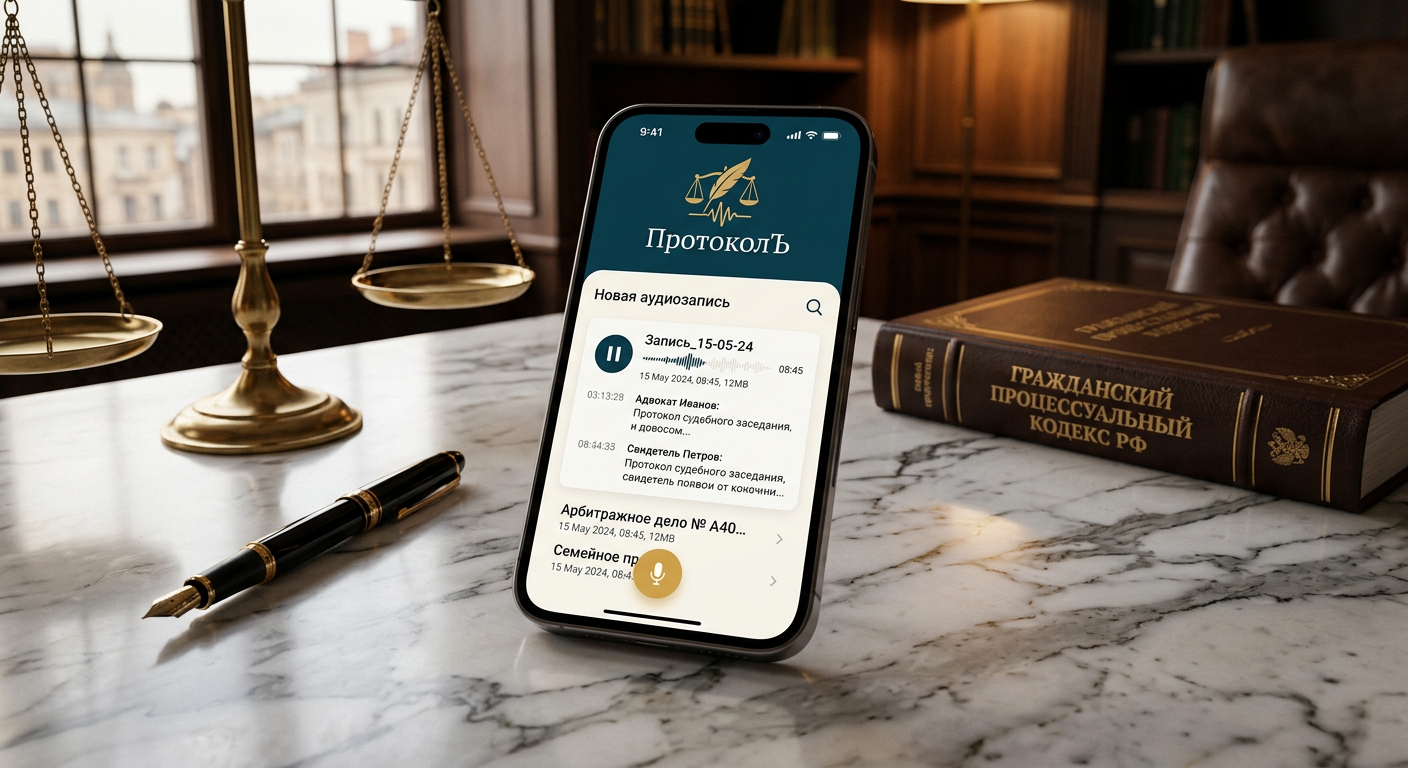 9:41
ПротоколЪ
Новая аудиозапись
Запись_15-05-24
08:45
15 May 2024, 09:45, 12MB
03:13:28
Адвокат Иванов:
Протокол судебного заседания,
и довосом...
08:44:33
Свидетель Петров:
Протокол судебного заседания,
свидетель появои от кокочни...
Арбитражное дело № А40...
15 May 2024, 08:45, 12MB
Семейное пр
15 May 2024, 08:4
ГРАЖДАНСКИЙ
ПРОЦЕССУАЛЬНЫЙ
КОДЕКС РФ